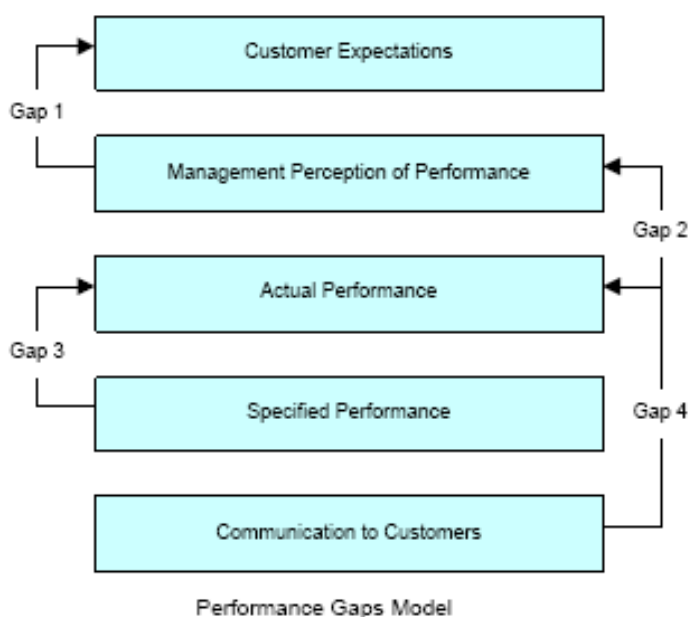 Customer Expectations
Gap 1
Management Perception of Performance
Gap 2
Actual Performance
Gap 3
Specified Performance
Gap 4
Communication to Customers
Performance Gaps Model